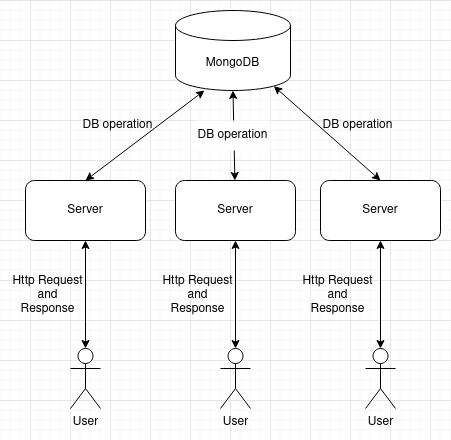 MongoDB
DB operation
DB operation
DB operation
Server
Server
Server
Http Request
and
Response
Http Request
and
Response
Http Request
and
Response
User
User
User